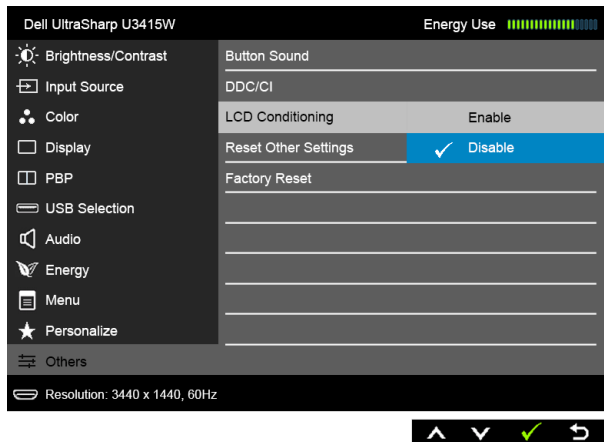 Dell UltraSharp U3415W Energy Use
Brightness/Contrast Button Sound
Input Source DDC/CI
Color LCD Conditioning Enable
Display Reset Other Settings Disable
PBP Factory Reset
USB Selection
Audio
Energy
Menu
Personalize
Others
Resolution: 3440 x 1440, 60Hz